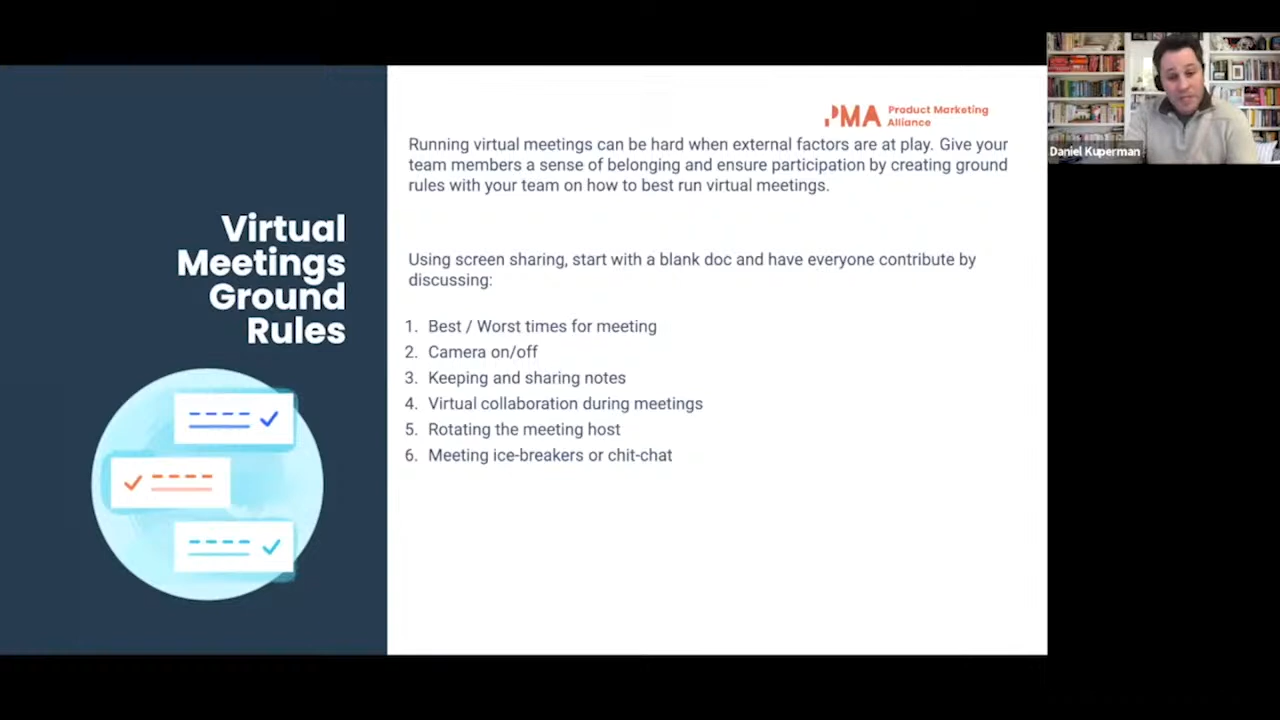 PMA Product Marketing
Alliance
Running virtual meetings can be hard when external factors are at play. Give your
team members a sense of belonging and ensure participation by creating ground
rules with your team on how to best run virtual meetings.
Virtual
Meetings
Ground
Rules
Using screen sharing, start with a blank doc and have everyone contribute by
discussing:
1. Best / Worst times for meeting
2. Camera on/off
3. Keeping and sharing notes
4. Virtual collaboration during meetings
5. Rotating the meeting host
6. Meeting ice-breakers or chit-chat
Daniel Kuperman